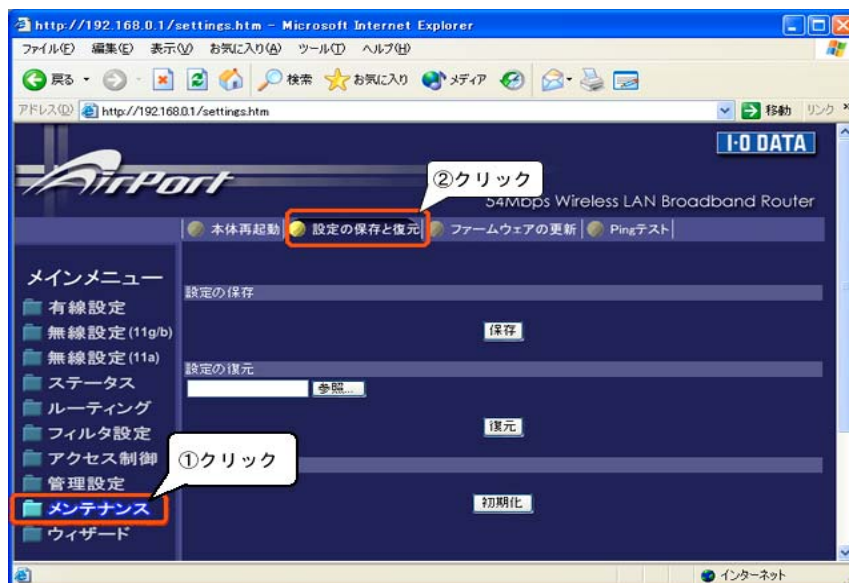 http://192.168.0.1/settings.htm - Microsoft Internet Explorer
ファイル(F) 編集(E) 表示(V) お気に入り(A) ツール(T) ヘルプ(H)
戻る 検索 お気に入り メディア
アドレス(D) http://192.168.0.1/settings.htm 移動 リンク »
I-O DATA
AirPort
②クリック
54Mbps Wireless LAN Broadband Router
本体再起動 設定の保存と復元 ファームウェアの更新 Pingテスト
メインメニュー
設定の保存
有線設定
保存
無線設定(11g/b)
無線設定(11a)
設定の復元
ステータス
参照...
ルーティング
フィルタ設定
復元
アクセス制御
①クリック
管理設定
メンテナンス
初期化
ウィザード
インターネット